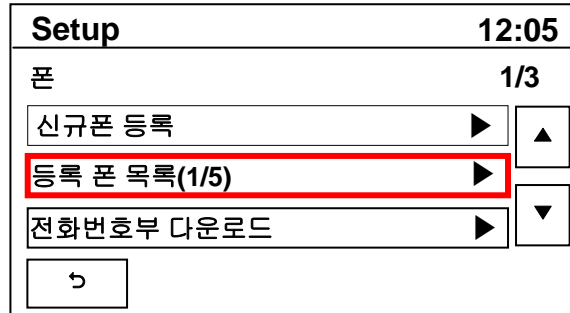 Setup 12:05
폰 1/3
신규폰 등록 ▶
▲
등록 폰 목록(1/5) ▶
전화번호부 다운로드 ▶
▼